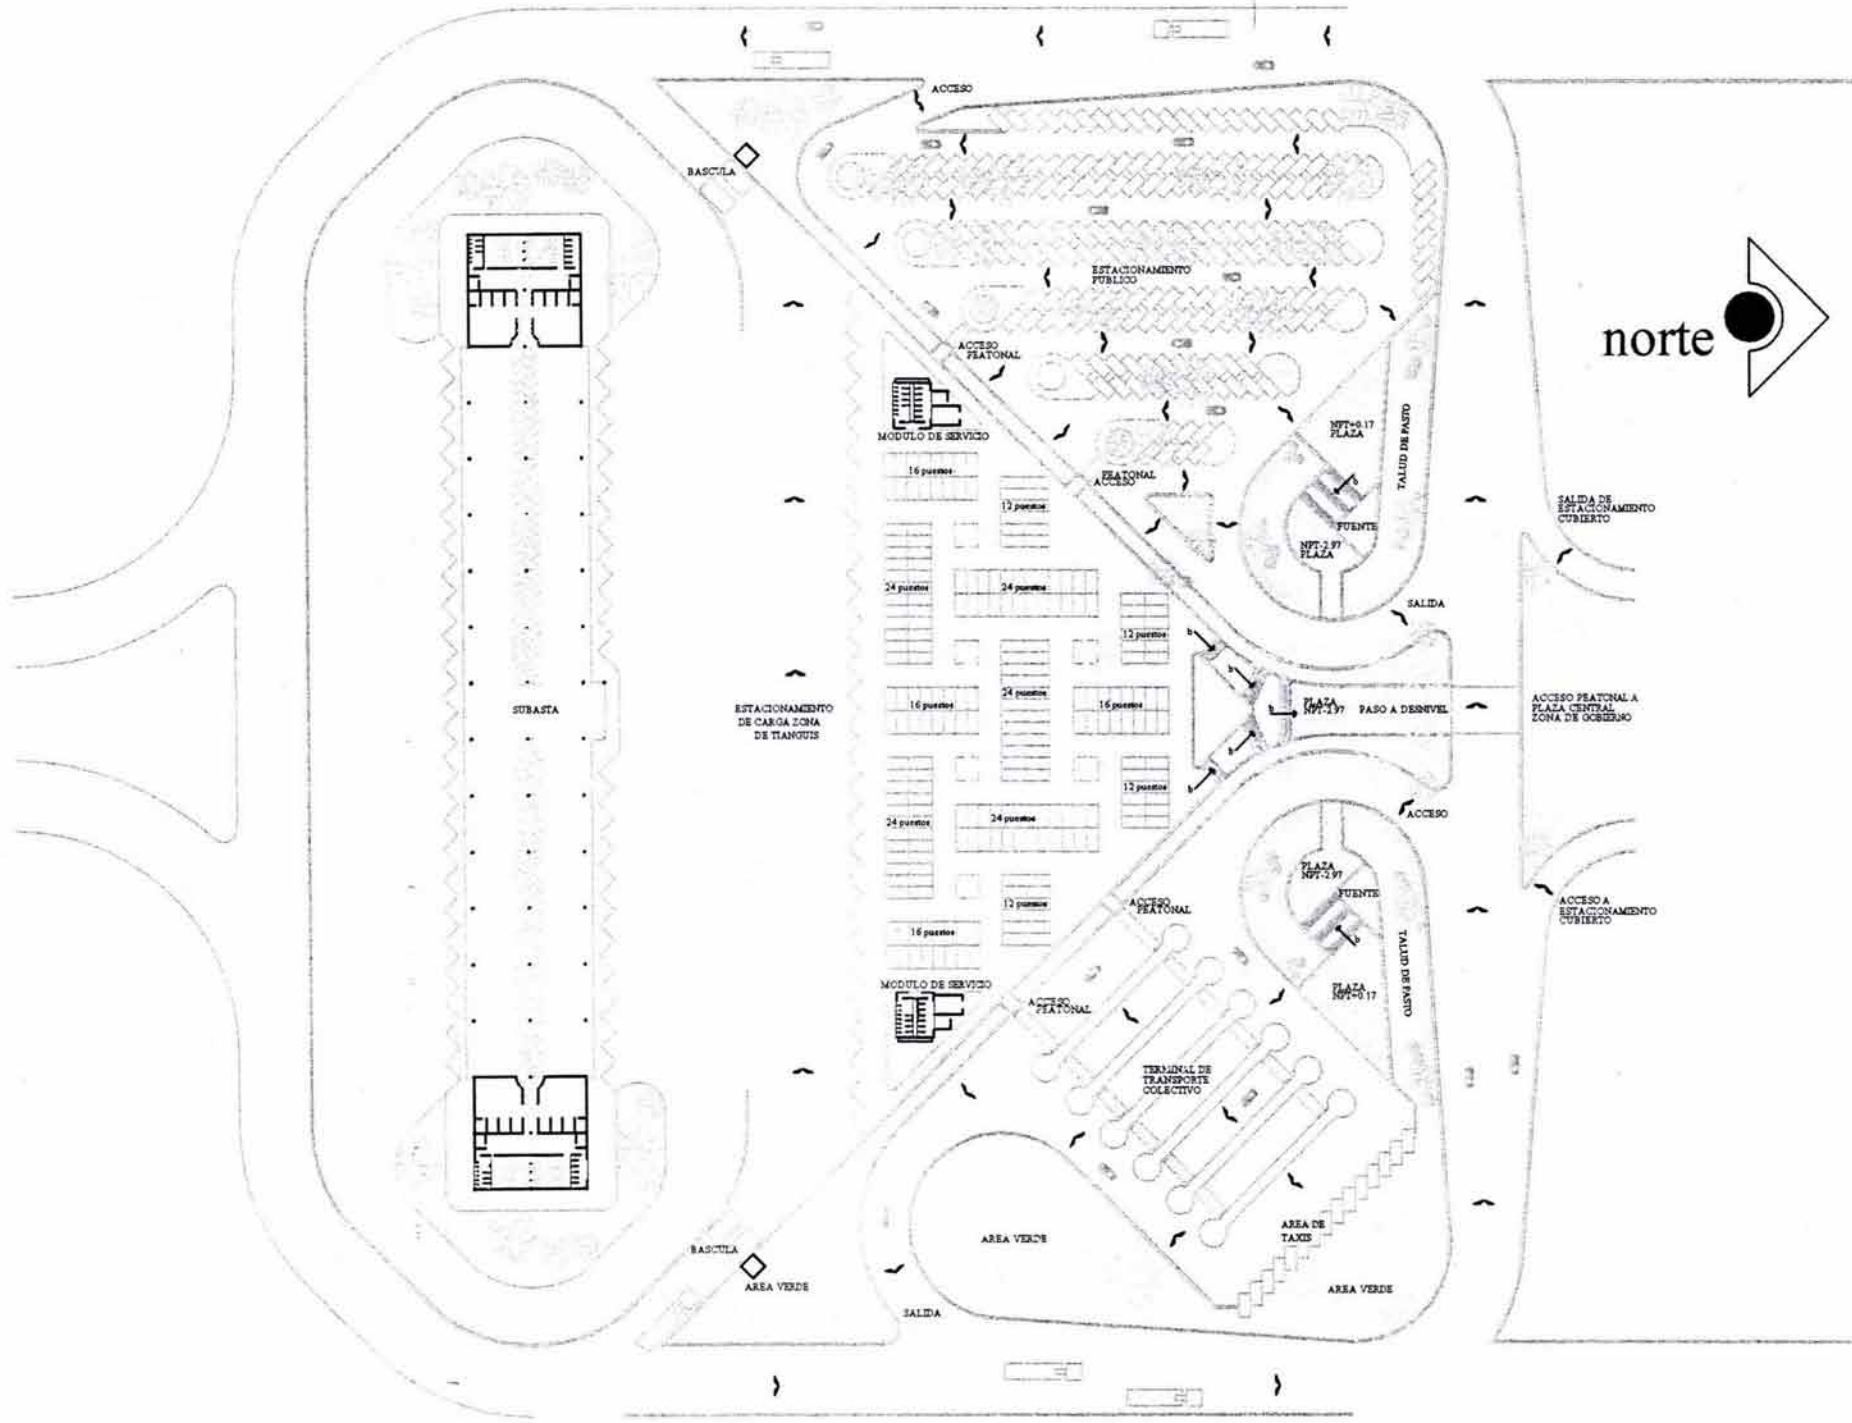 ACCESO
BASCULA
ESTACIONAMIENTO
PUBLICO
norte
ACCESO
PEATONAL
MODULO DE SERVICIO
NPT+0.17
PLAZA
TALUD DE PASTO
16 puestos
PEATONAL
ACCESO
12 puestos
FUENTE
SALIDA DE
ESTACIONAMIENTO
CUBIERTO
NPT-2.97
PLAZA
24 puestos
24 puestos
SALIDA
12 puestos
b
b
24 puestos
SUBASTA
ESTACIONAMIENTO
DE CARGA ZONA
DE TIANGUIS
16 puestos
16 puestos
b
PLAZA
NPT-2.97
PASO A DESNIVEL
ACCESO PEATONAL A
PLAZA CENTRAL
ZONA DE GOBIERNO
b
b
12 puestos
24 puestos
24 puestos
ACCESO
PLAZA
NPT-2.97
FUENTE
b
b
12 puestos
ACCESO
PEATONAL
ACCESO A
ESTACIONAMIENTO
CUBIERTO
16 puestos
TALUD DE PASTO
MODULO DE SERVICIO
PLAZA
NPT+0.17
ACCESO
PEATONAL
TERMINAL DE
TRANSPORTE
COLECTIVO
AREA DE
TAXIS
AREA VERDE
BASCULA
AREA VERDE
AREA VERDE
SALIDA